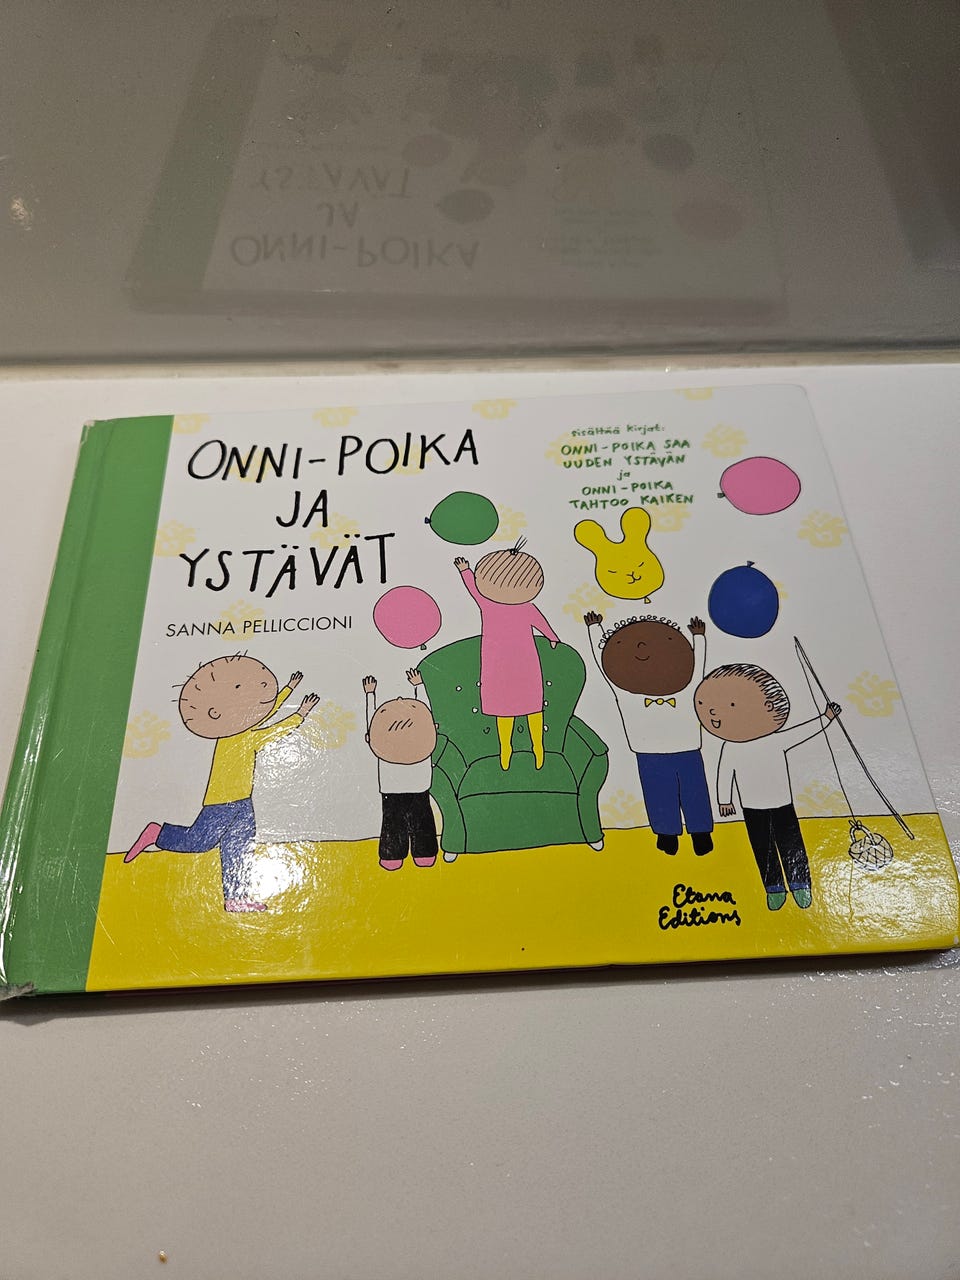 ONNI-POIKA
JA
YSTÄVÄT
SANNA PELLICCIONI
sisältää kirjat:
ONNI-POIKA SAA
UUDEN YSTÄVÄN
ja
ONNI-POIKA
TAHTOO KAIKEN
Etana
Editions